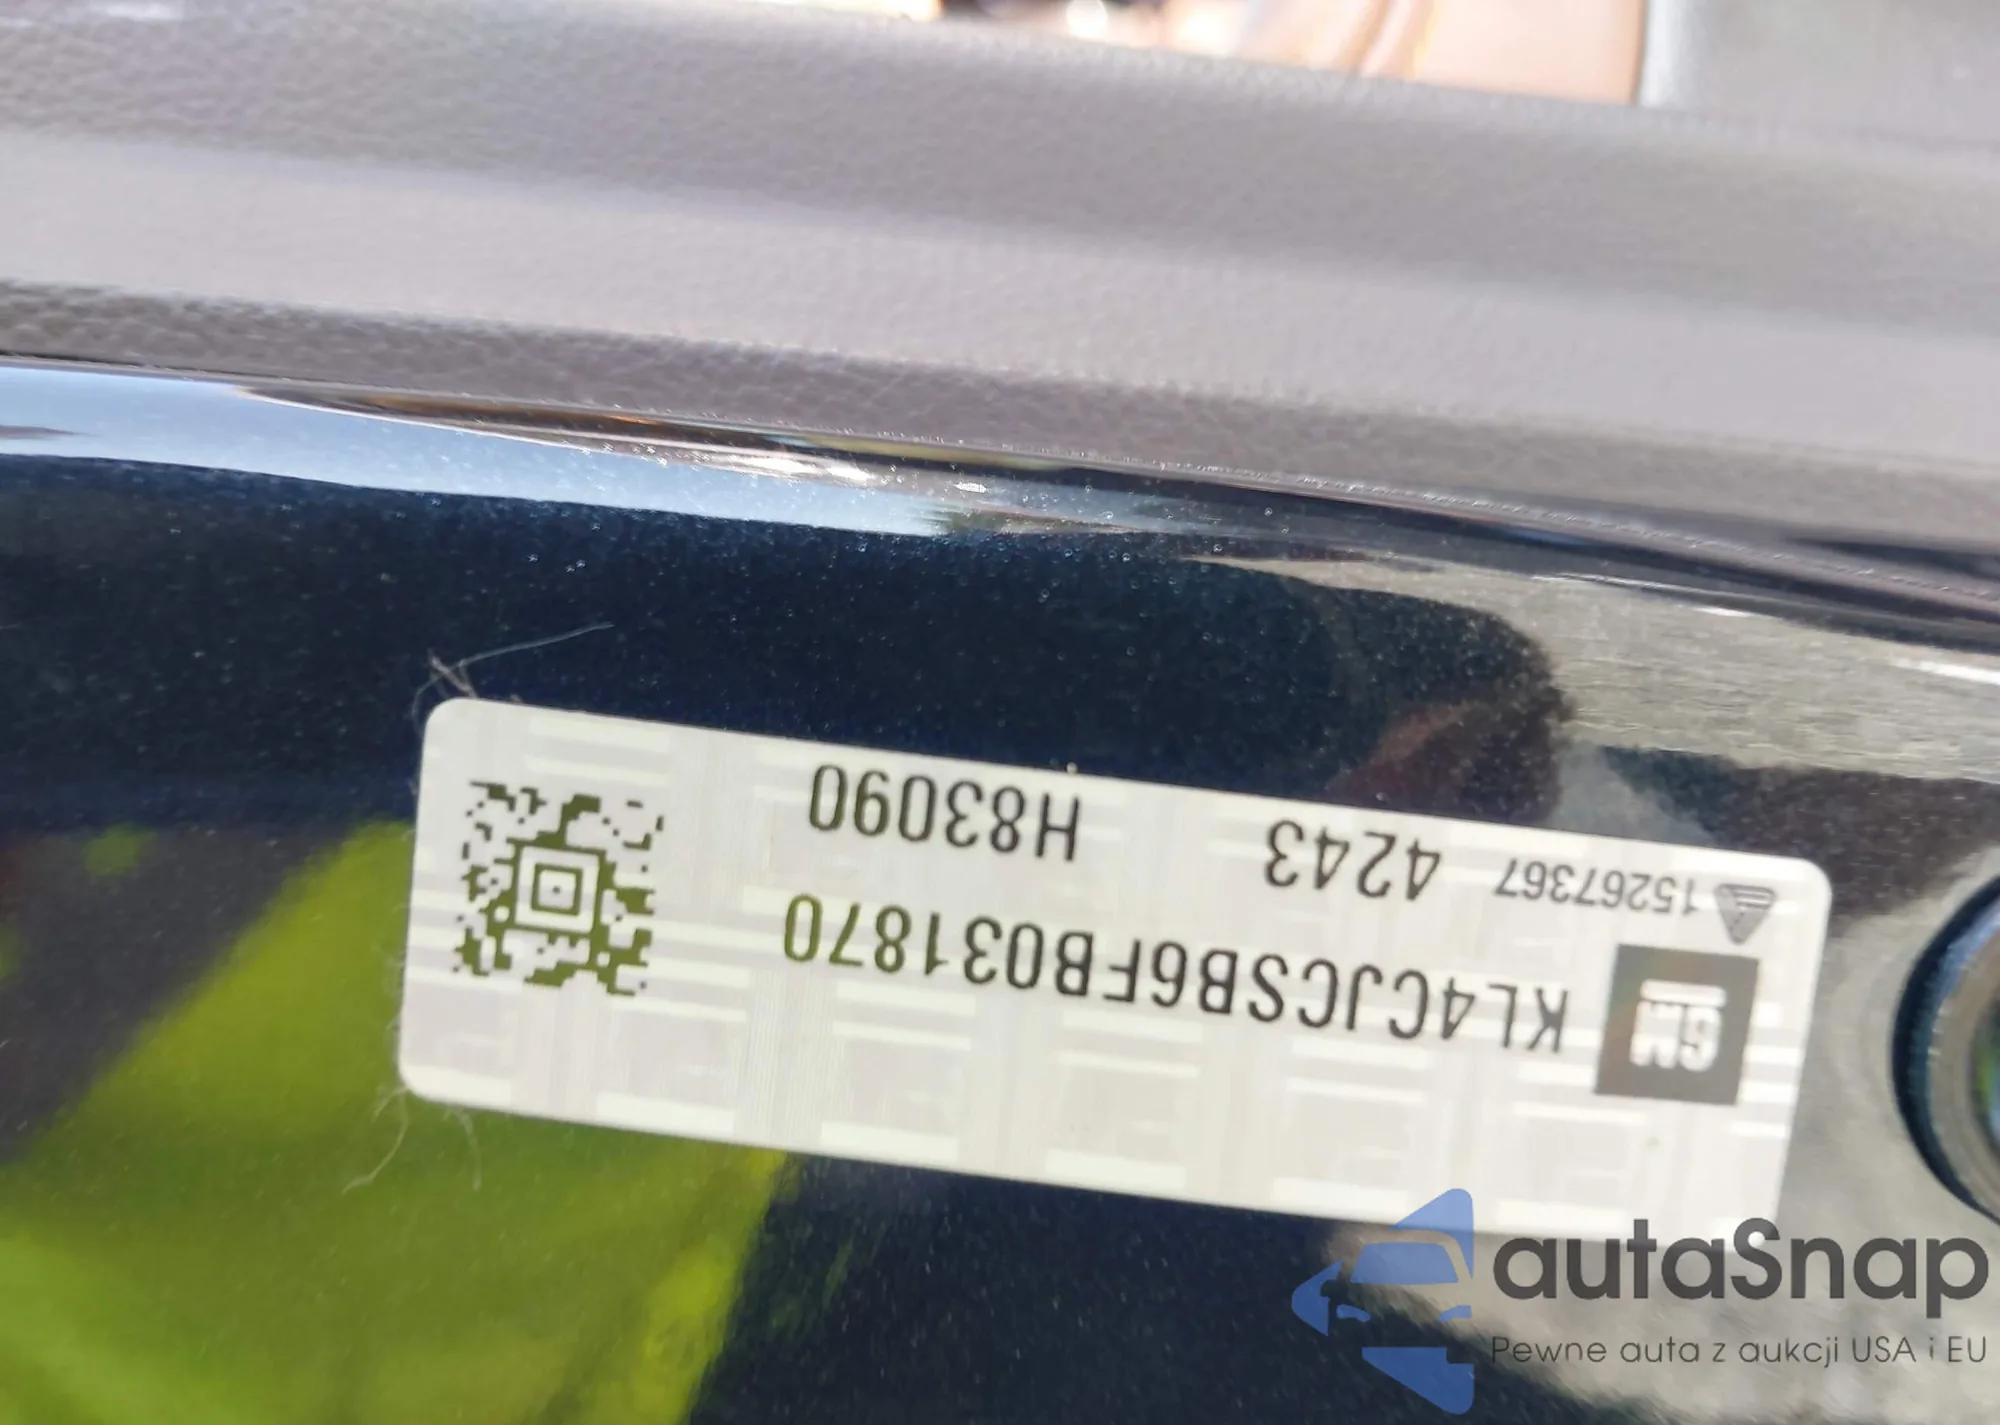 GM KL4CJCSB6FB031870
15267367 4243 H83090
autaSnap
Pewne auta z aukcji USA i EU